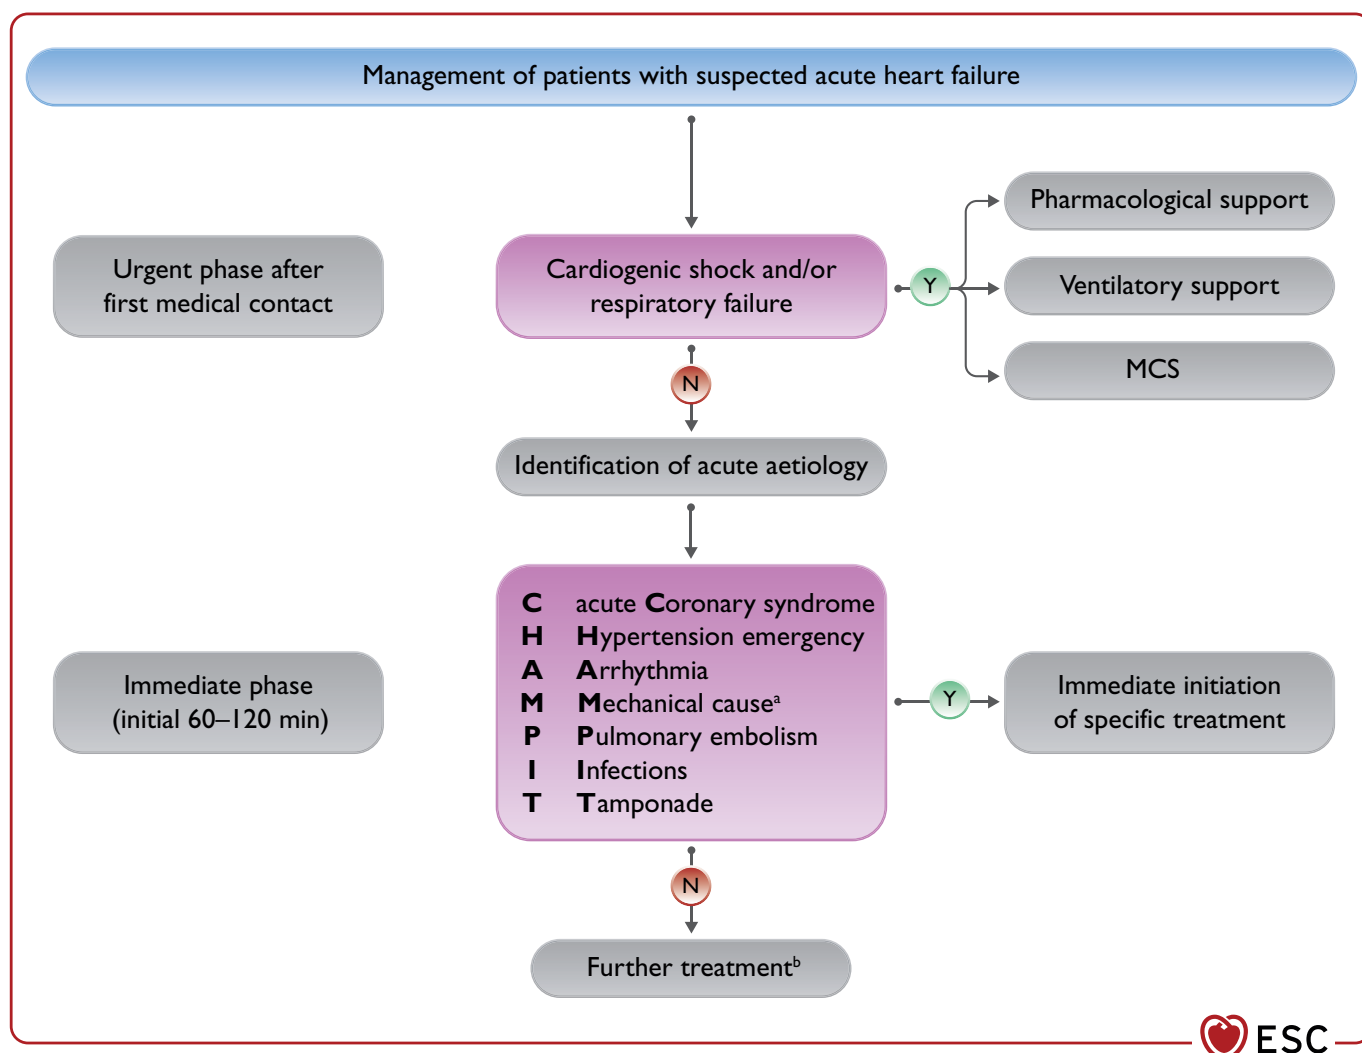 Management of patients with suspected acute heart failure
Pharmacological support
Urgent phase after
first medical contact
Cardiogenic shock and/or
respiratory failure
Y
Ventilatory support
MCS
N
Identification of acute aetiology
C acute Coronary syndrome
H Hypertension emergency
A Arrhythmia
M Mechanical causeᵃ
P Pulmonary embolism
I Infections
T Tamponade
Immediate phase
(initial 60–120 min)
Y
Immediate initiation
of specific treatment
N
Further treatmentᵇ
ESC